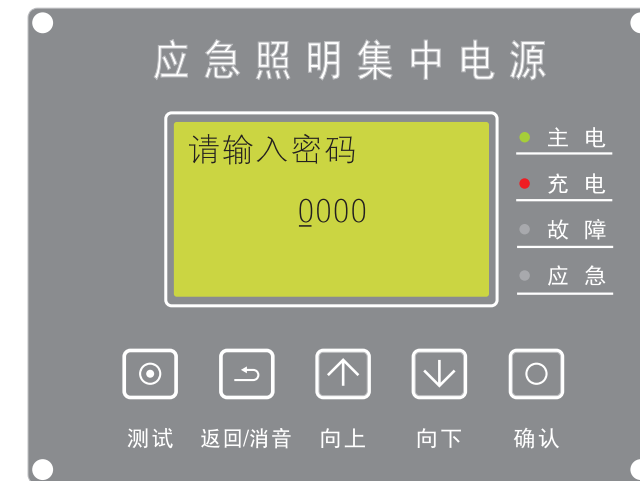 应急照明集中电源
请输入密码
0000
主电
充电
故障
应急
测试 返回/消音 向上 向下 确认